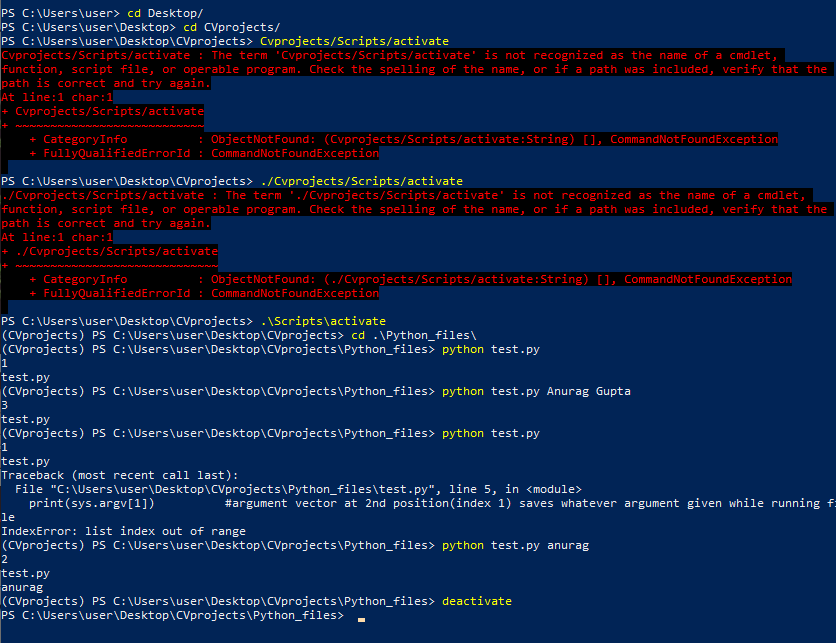 PS C:\Users\user> cd Desktop/
PS C:\Users\user\Desktop> cd CVprojects/
PS C:\Users\user\Desktop\CVprojects> Cvprojects/Scripts/activate
Cvprojects/Scripts/activate : The term 'Cvprojects/Scripts/activate' is not recognized as the name of a cmdlet,
function, script file, or operable program. Check the spelling of the name, or if a path was included, verify that the
path is correct and try again.
At line:1 char:1
+ Cvprojects/Scripts/activate
+ ~~~~~~~~~~~~~~~~~~~~~~~~~~~
    + CategoryInfo          : ObjectNotFound: (Cvprojects/Scripts/activate:String) [], CommandNotFoundException
    + FullyQualifiedErrorId : CommandNotFoundException

PS C:\Users\user\Desktop\CVprojects> ./Cvprojects/Scripts/activate
./Cvprojects/Scripts/activate : The term './Cvprojects/Scripts/activate' is not recognized as the name of a cmdlet,
function, script file, or operable program. Check the spelling of the name, or if a path was included, verify that the
path is correct and try again.
At line:1 char:1
+ ./Cvprojects/Scripts/activate
+ ~~~~~~~~~~~~~~~~~~~~~~~~~~~~~
    + CategoryInfo          : ObjectNotFound: (./Cvprojects/Scripts/activate:String) [], CommandNotFoundException
    + FullyQualifiedErrorId : CommandNotFoundException

PS C:\Users\user\Desktop\CVprojects> .\Scripts\activate
(CVprojects) PS C:\Users\user\Desktop\CVprojects> cd .\Python_files\
(CVprojects) PS C:\Users\user\Desktop\CVprojects\Python_files> python test.py
1
test.py
(CVprojects) PS C:\Users\user\Desktop\CVprojects\Python_files> python test.py Anurag Gupta
3
test.py
(CVprojects) PS C:\Users\user\Desktop\CVprojects\Python_files> python test.py
1
test.py
Traceback (most recent call last):
  File "C:\Users\user\Desktop\CVprojects\Python_files\test.py", line 5, in <module>
    print(sys.argv[1])          #argument vector at 2nd position(index 1) saves whatever argument given while running fi
le
IndexError: list index out of range
(CVprojects) PS C:\Users\user\Desktop\CVprojects\Python_files> python test.py anurag
2
test.py
anurag
(CVprojects) PS C:\Users\user\Desktop\CVprojects\Python_files> deactivate
PS C:\Users\user\Desktop\CVprojects\Python_files>